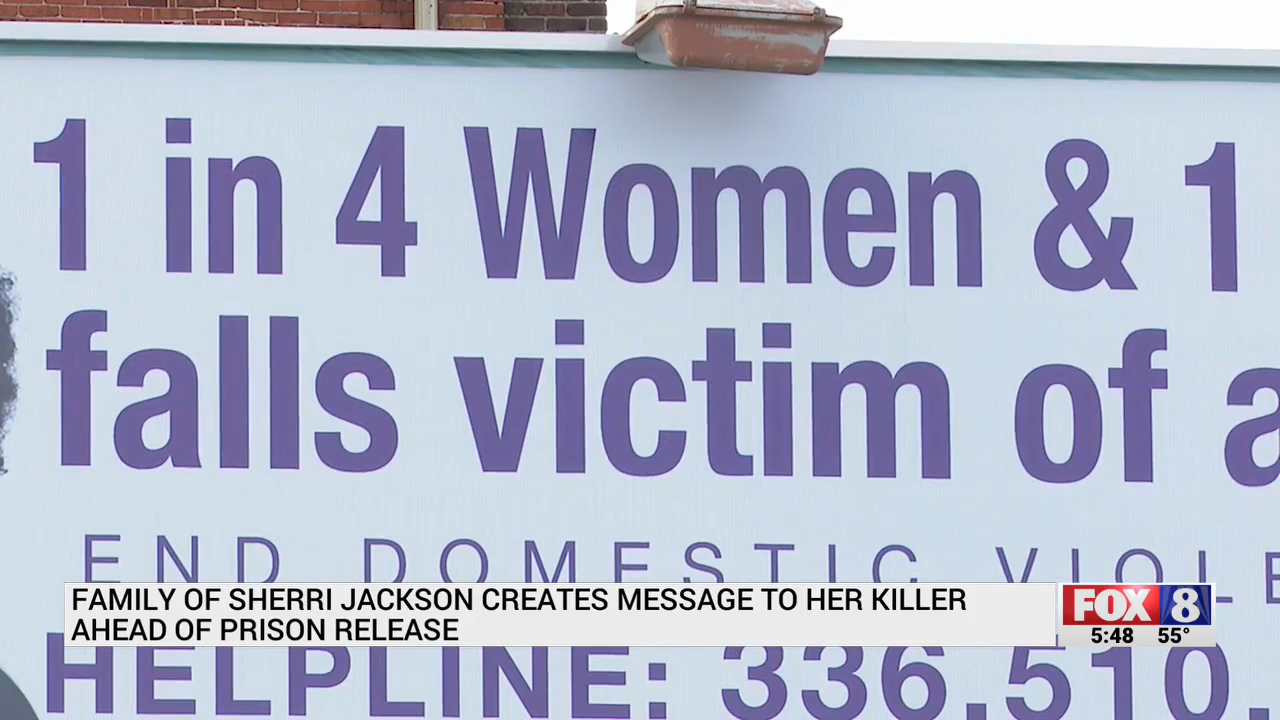 1 in 4 Women & 1
falls victim of a
END DOMESTIC VIOLE
HELPLINE: 336.510.
FAMILY OF SHERRI JACKSON CREATES MESSAGE TO HER KILLER
AHEAD OF PRISON RELEASE
FOX 8
5:48 55°